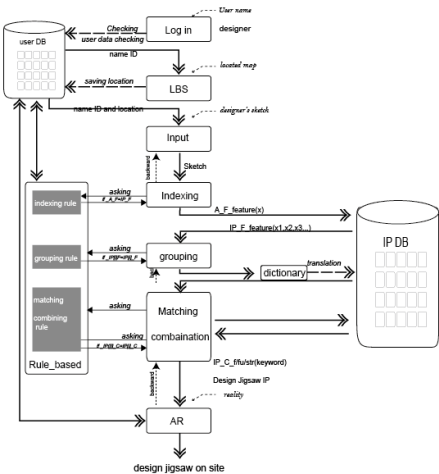 User name
Checking
Log in
designer
user DB
user data checking
name ID
located map
saving location
LBS
name ID and location
designer's sketch
Input
backward
Sketch
asking
Indexing
indexing rule
if_A_F=IP_F
A_F_feature(x)
IP_F_feature(x1,x2,x3...)
IP DB
asking
grouping
grouping rule
translation
back
dictionary
matching
combining
rule
asking
Matching
combaination
asking
Rule_based
IP_C_f/fu/str(keyword)
Design Jigsaw IP
backward
reality
AR
design jigsaw on site